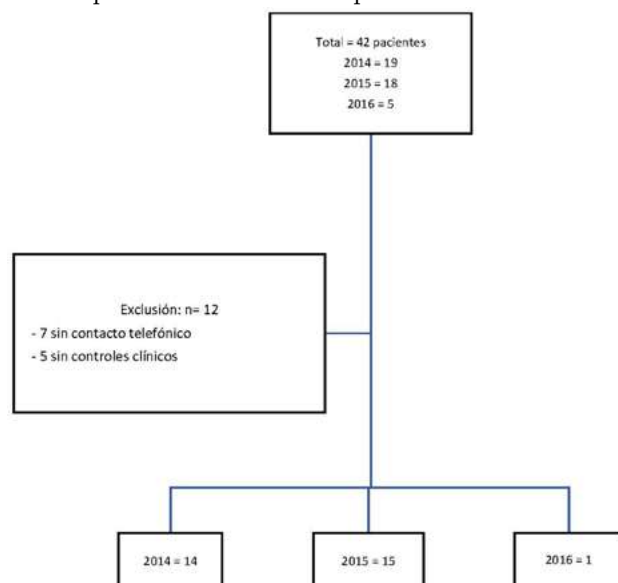 Total = 42 pacientes
2014 = 19
2015 = 18
2016 = 5
Exclusión: n= 12
- 7 sin contacto telefónico
- 5 sin controles clínicos
2014 = 14
2015 = 15
2016 = 1